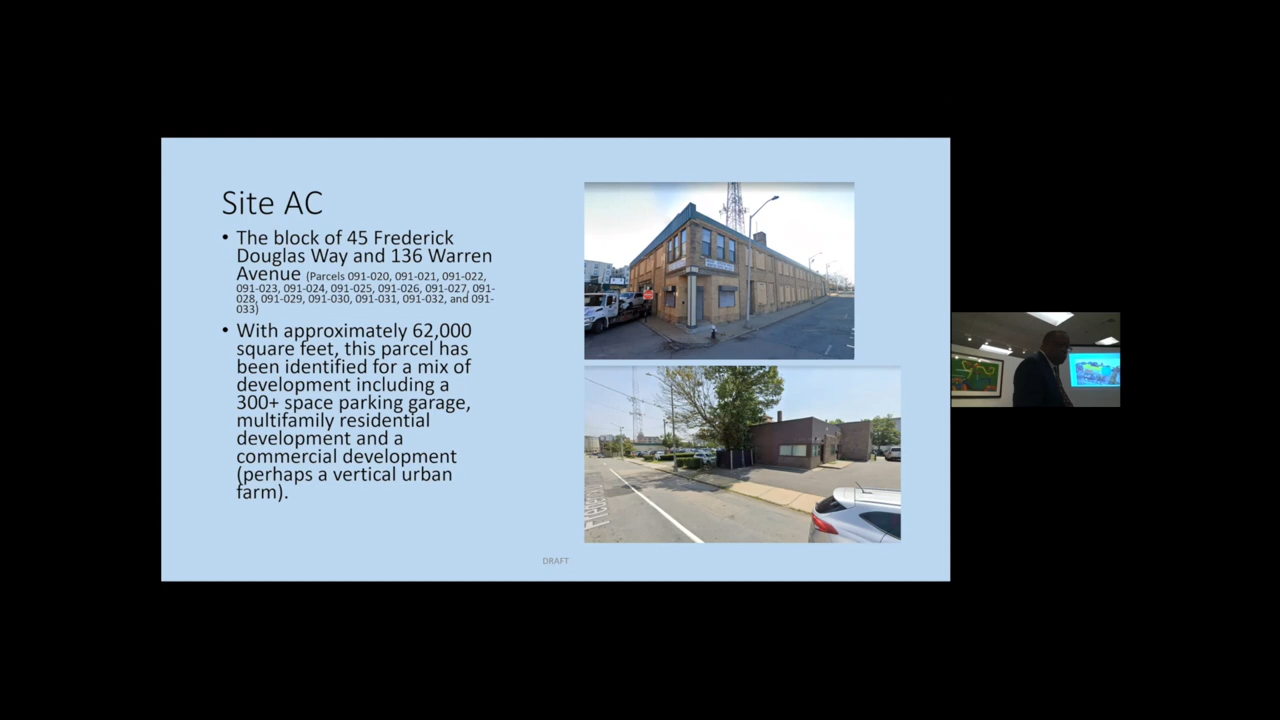 Site AC
• The block of 45 Frederick
Douglas Way and 136 Warren
Avenue (Parcels 091-020, 091-021, 091-022,
091-023, 091-024, 091-025, 091-026, 091-027, 091-
028, 091-029, 091-030, 091-031, 091-032, and 091-
033)
• With approximately 62,000
square feet, this parcel has
been identified for a mix of
development including a
300+ space parking garage,
multifamily residential
development and a
commercial development
(perhaps a vertical urban
farm).
DRAFT